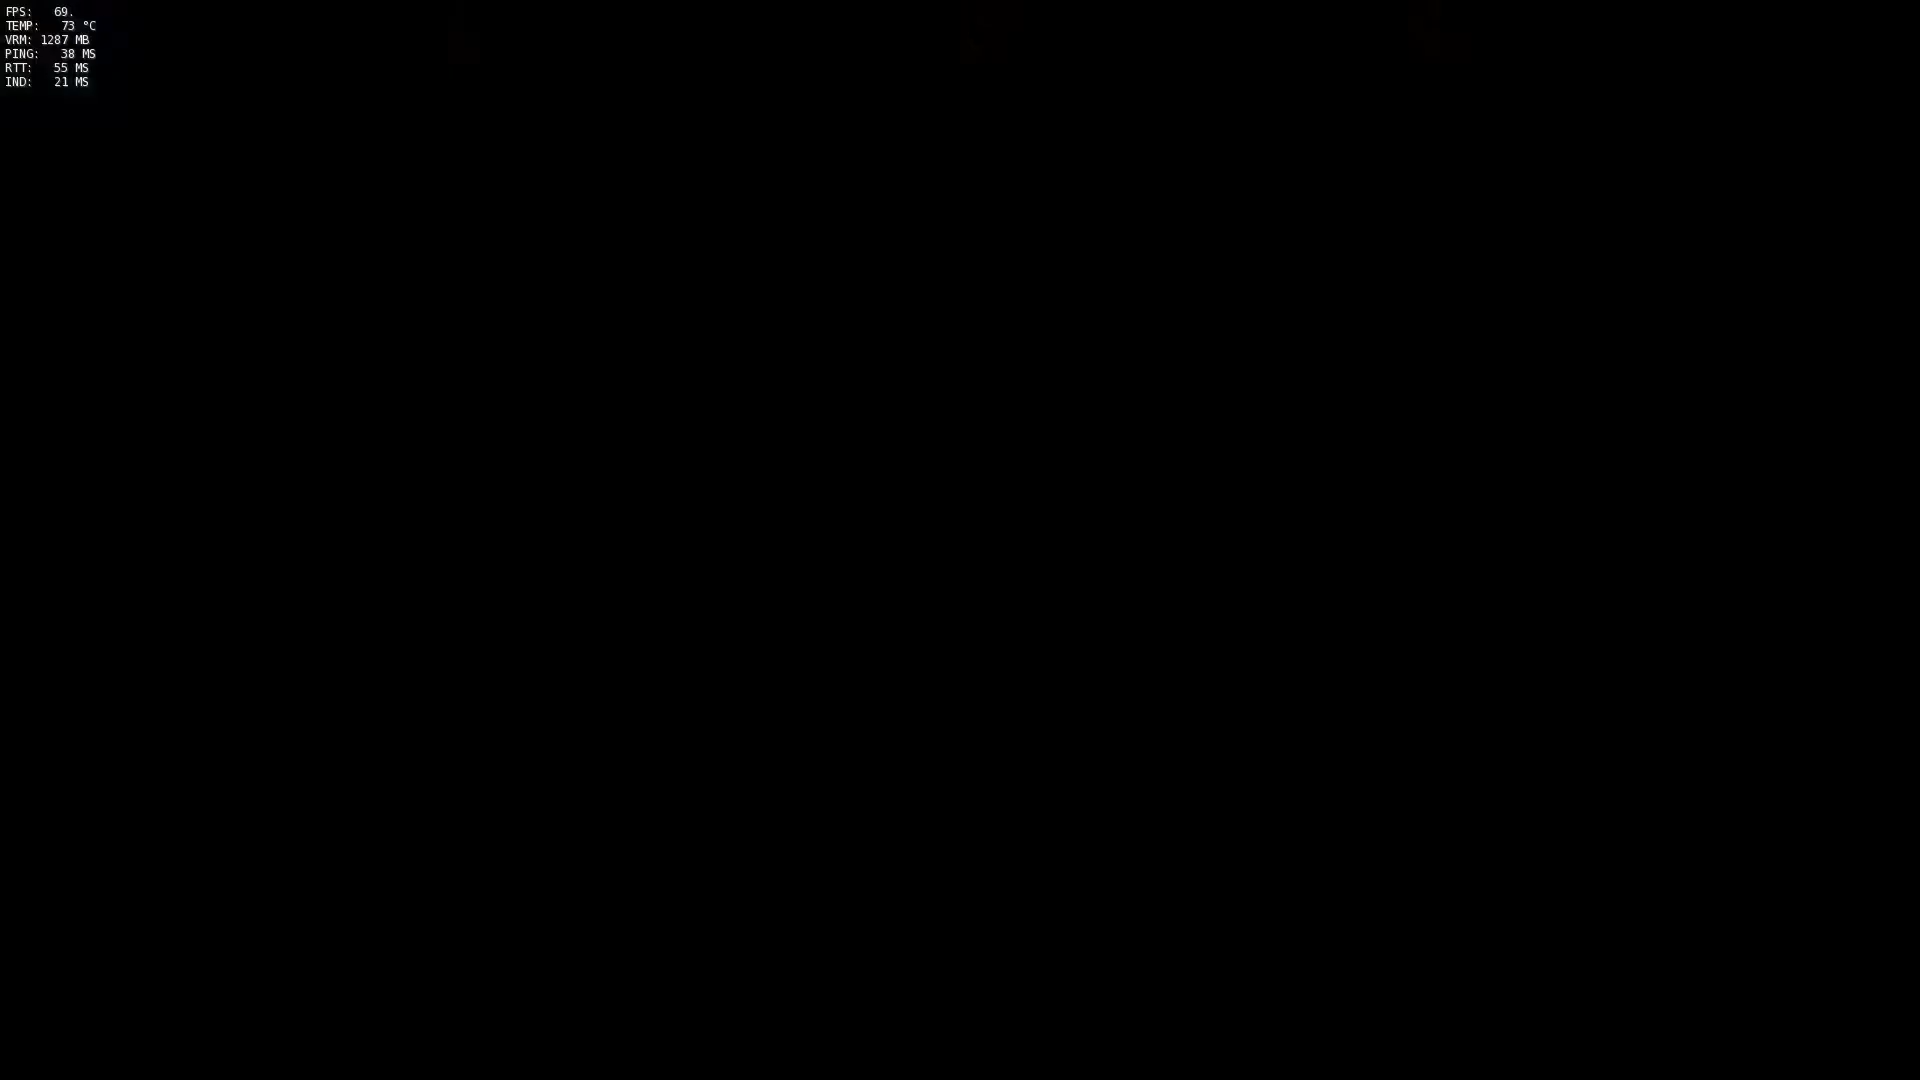 FPS: 69.
TEMP: 73 °C
VRM: 1287 MB
PING: 38 MS
RTT: 55 MS
IND: 21 MS